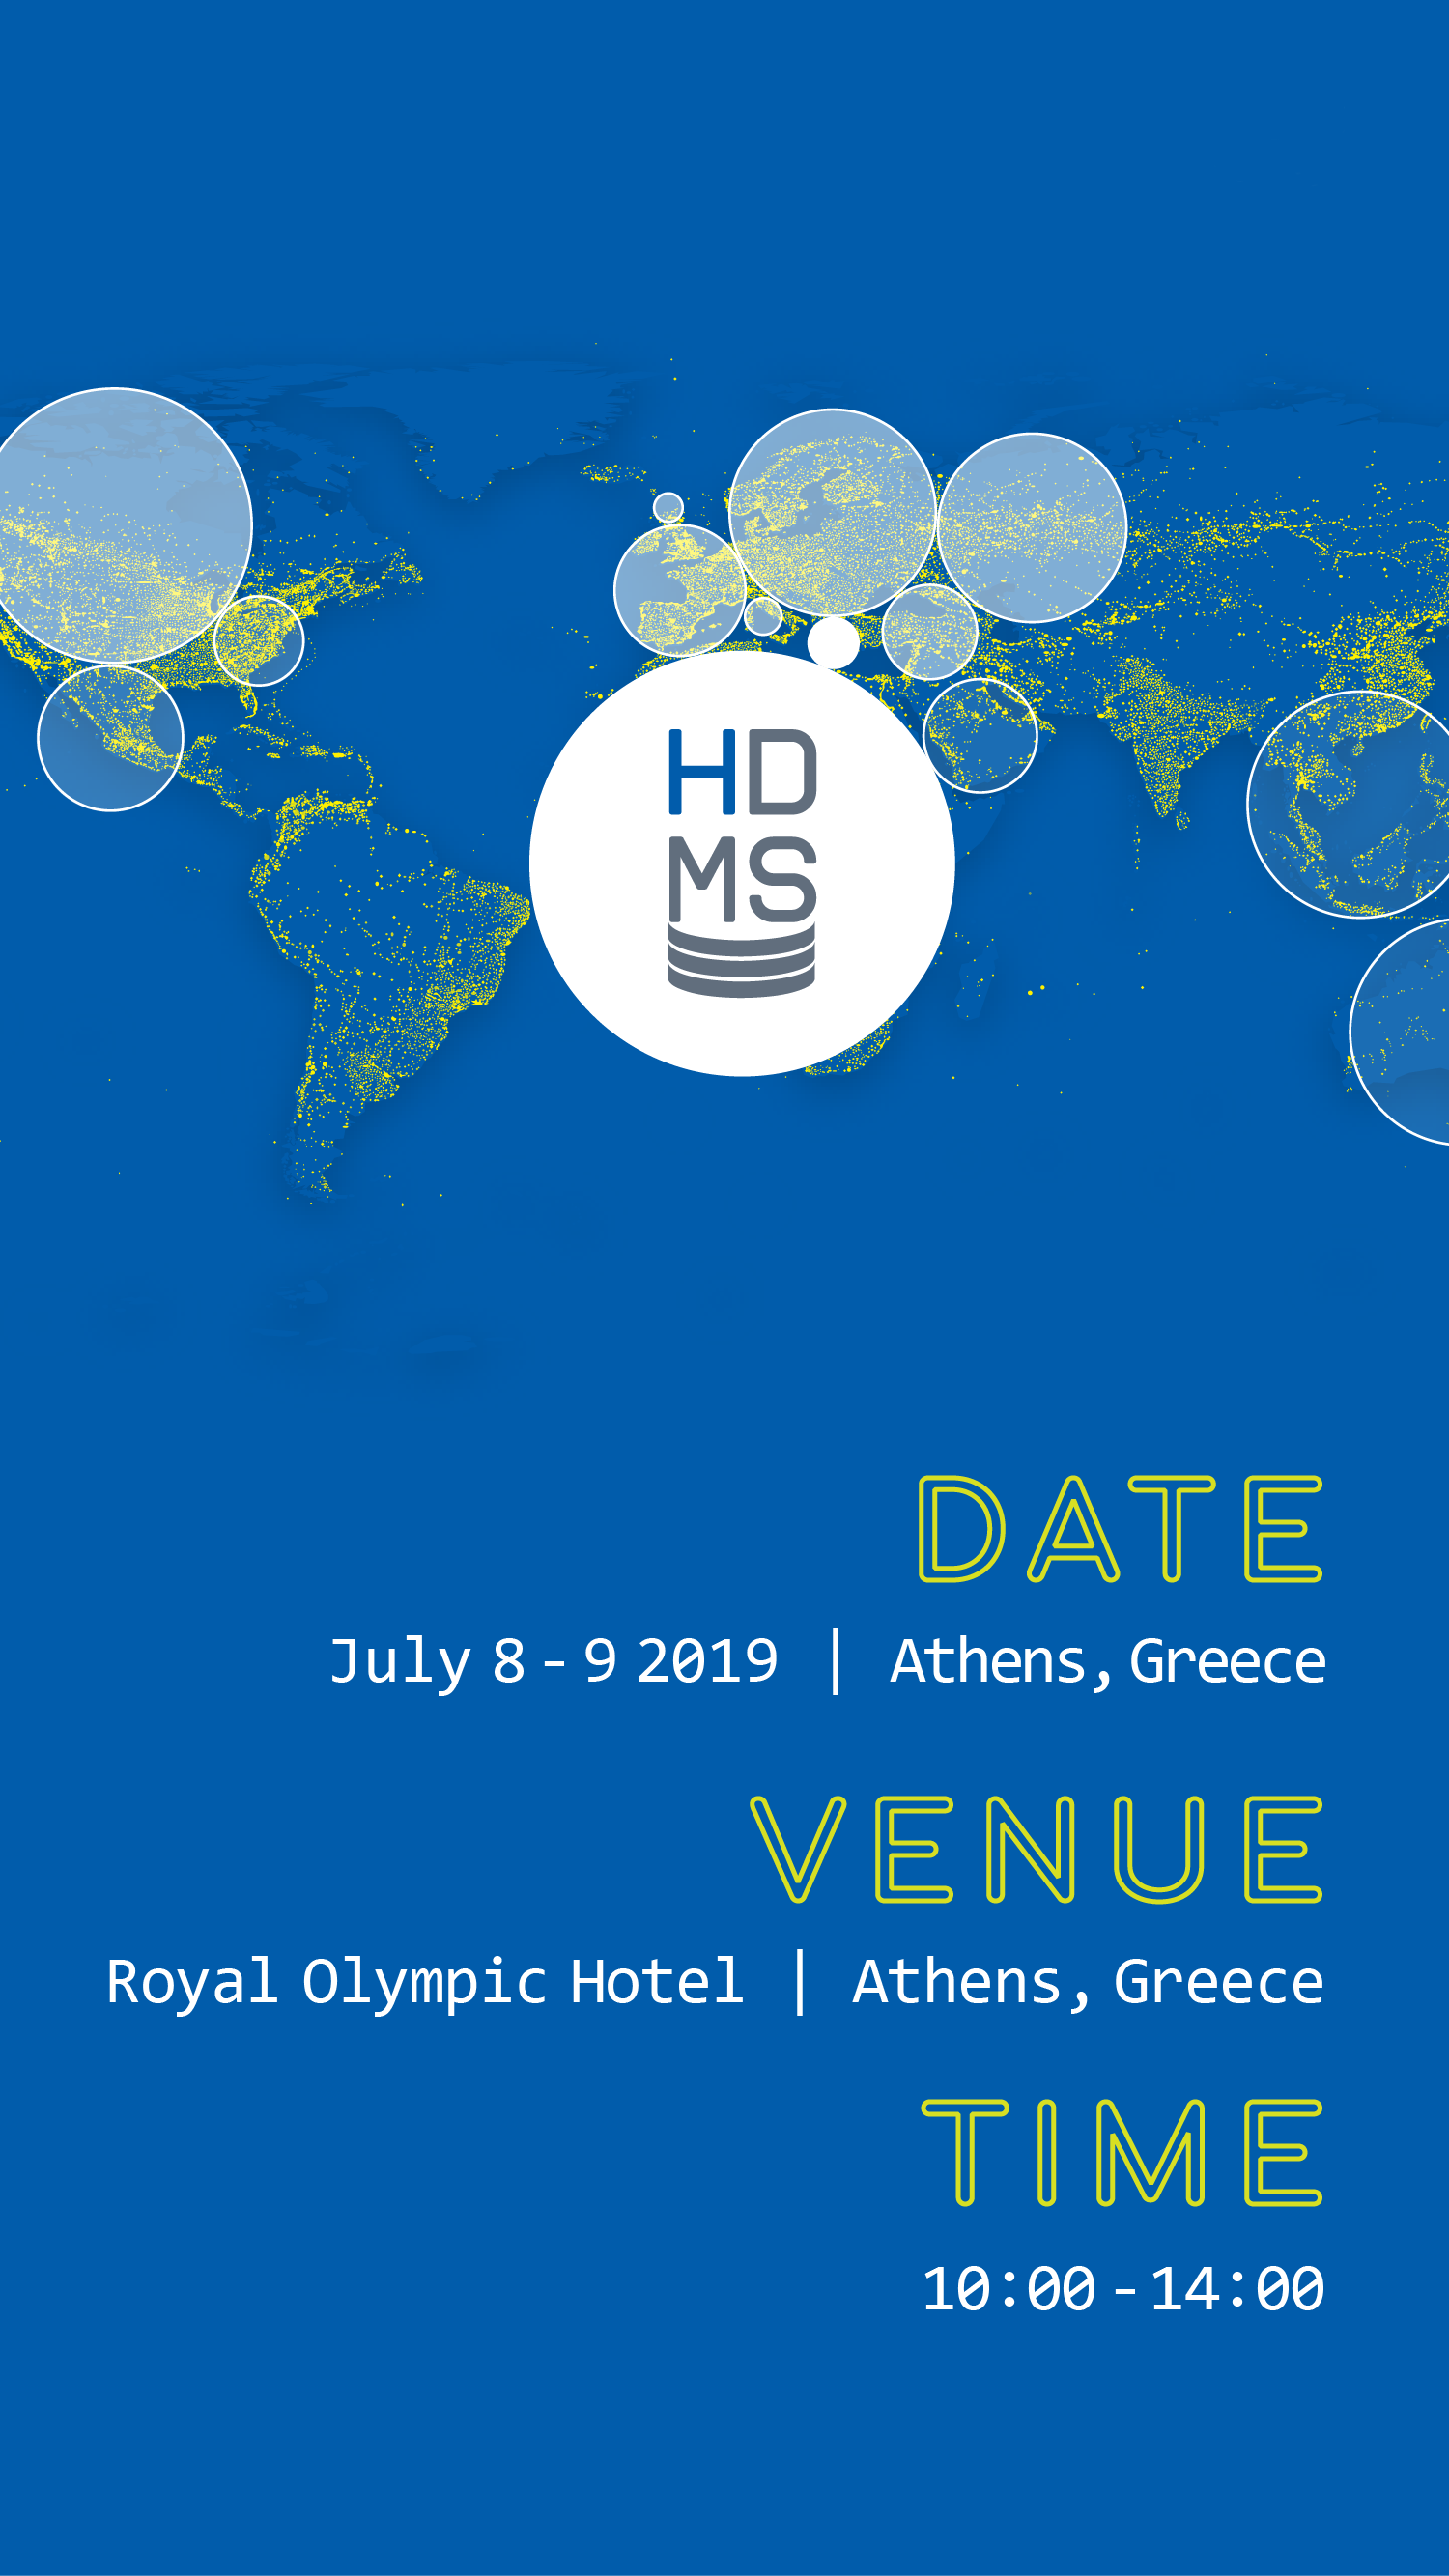 HD
MS
DATE
July 8 - 9 2019 | Athens, Greece
VENUE
Royal Olympic Hotel | Athens, Greece
TIME
10:00 - 14:00